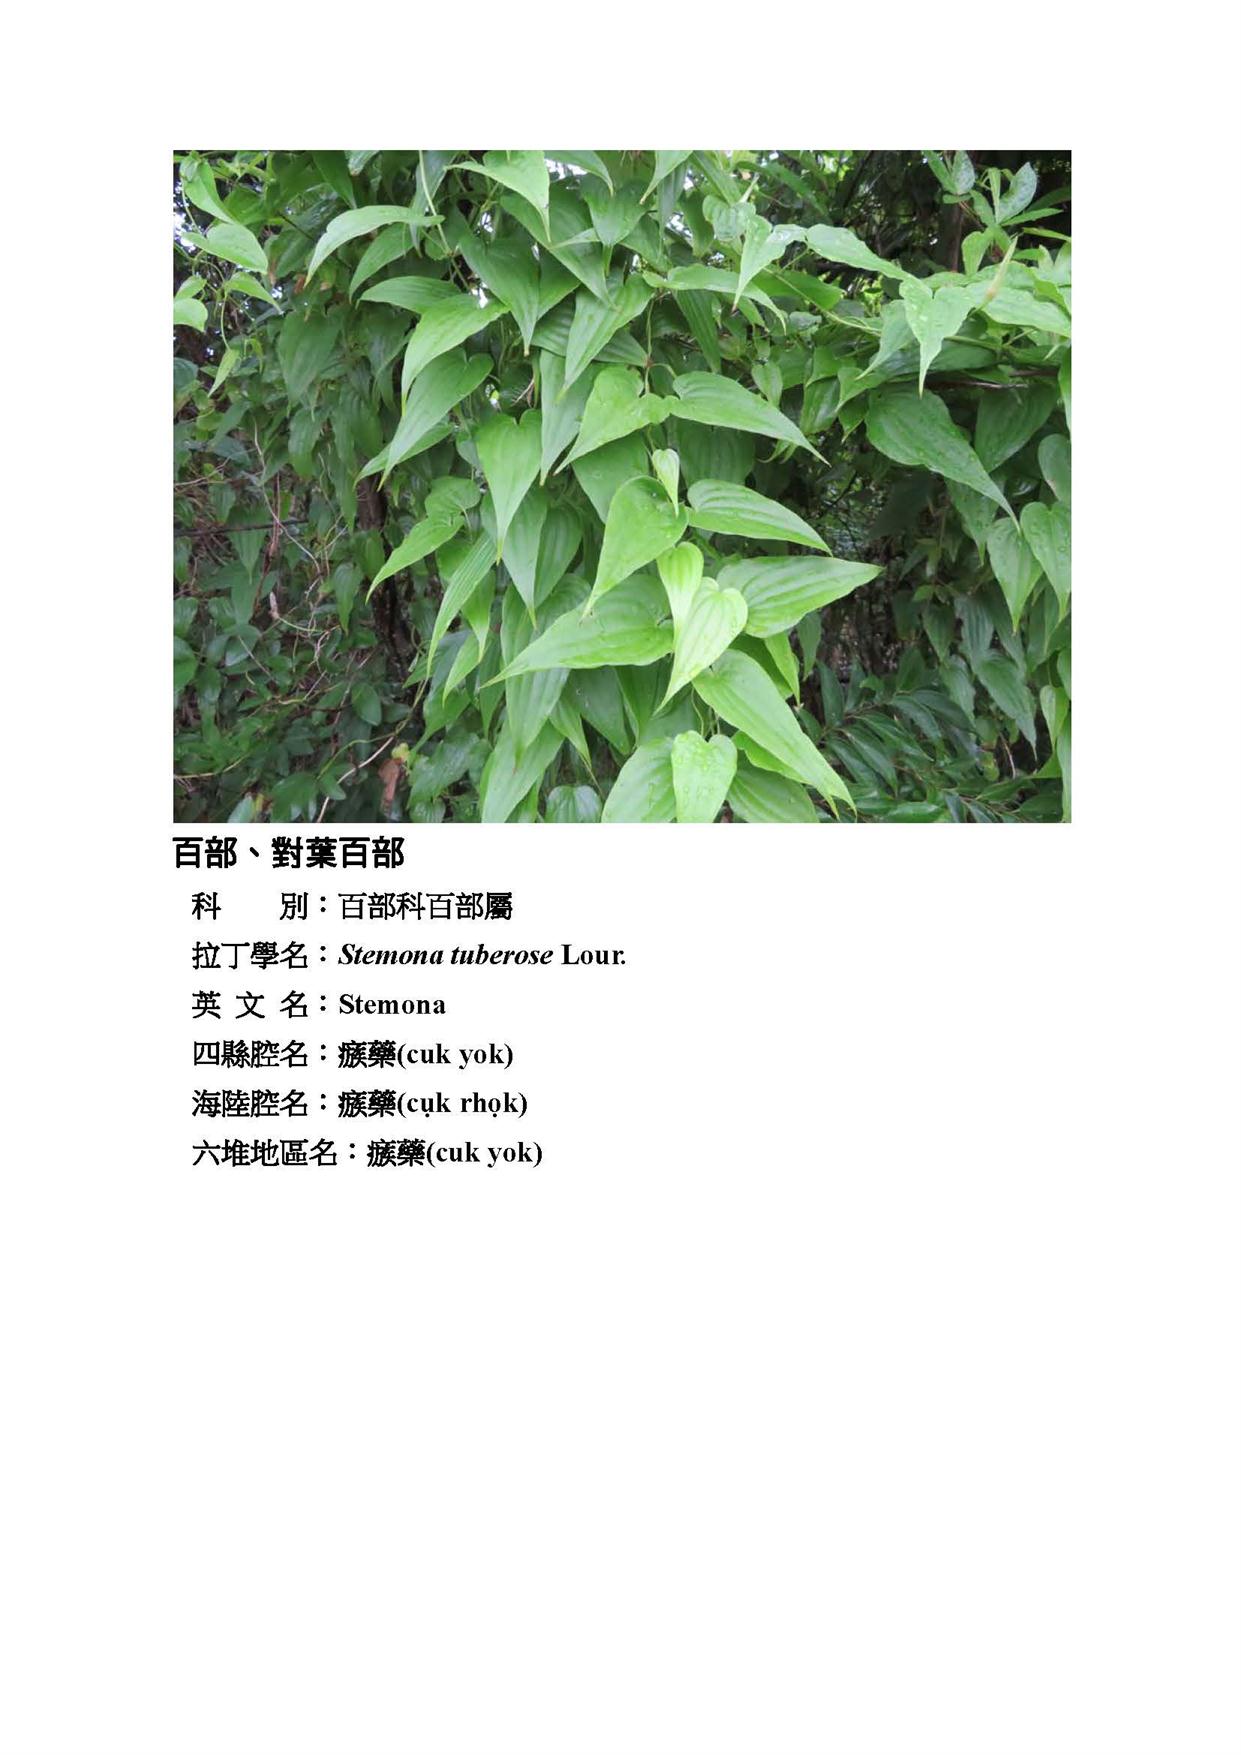 百部、對葉百部
科　　別：百部科百部屬
拉丁學名：Stemona tuberose Lour.
英 文 名：Stemona
四縣腔名：瘯藥(cuk yok)
海陸腔名：瘯藥(cụk rhọk)
六堆地區名：瘯藥(cuk yok)